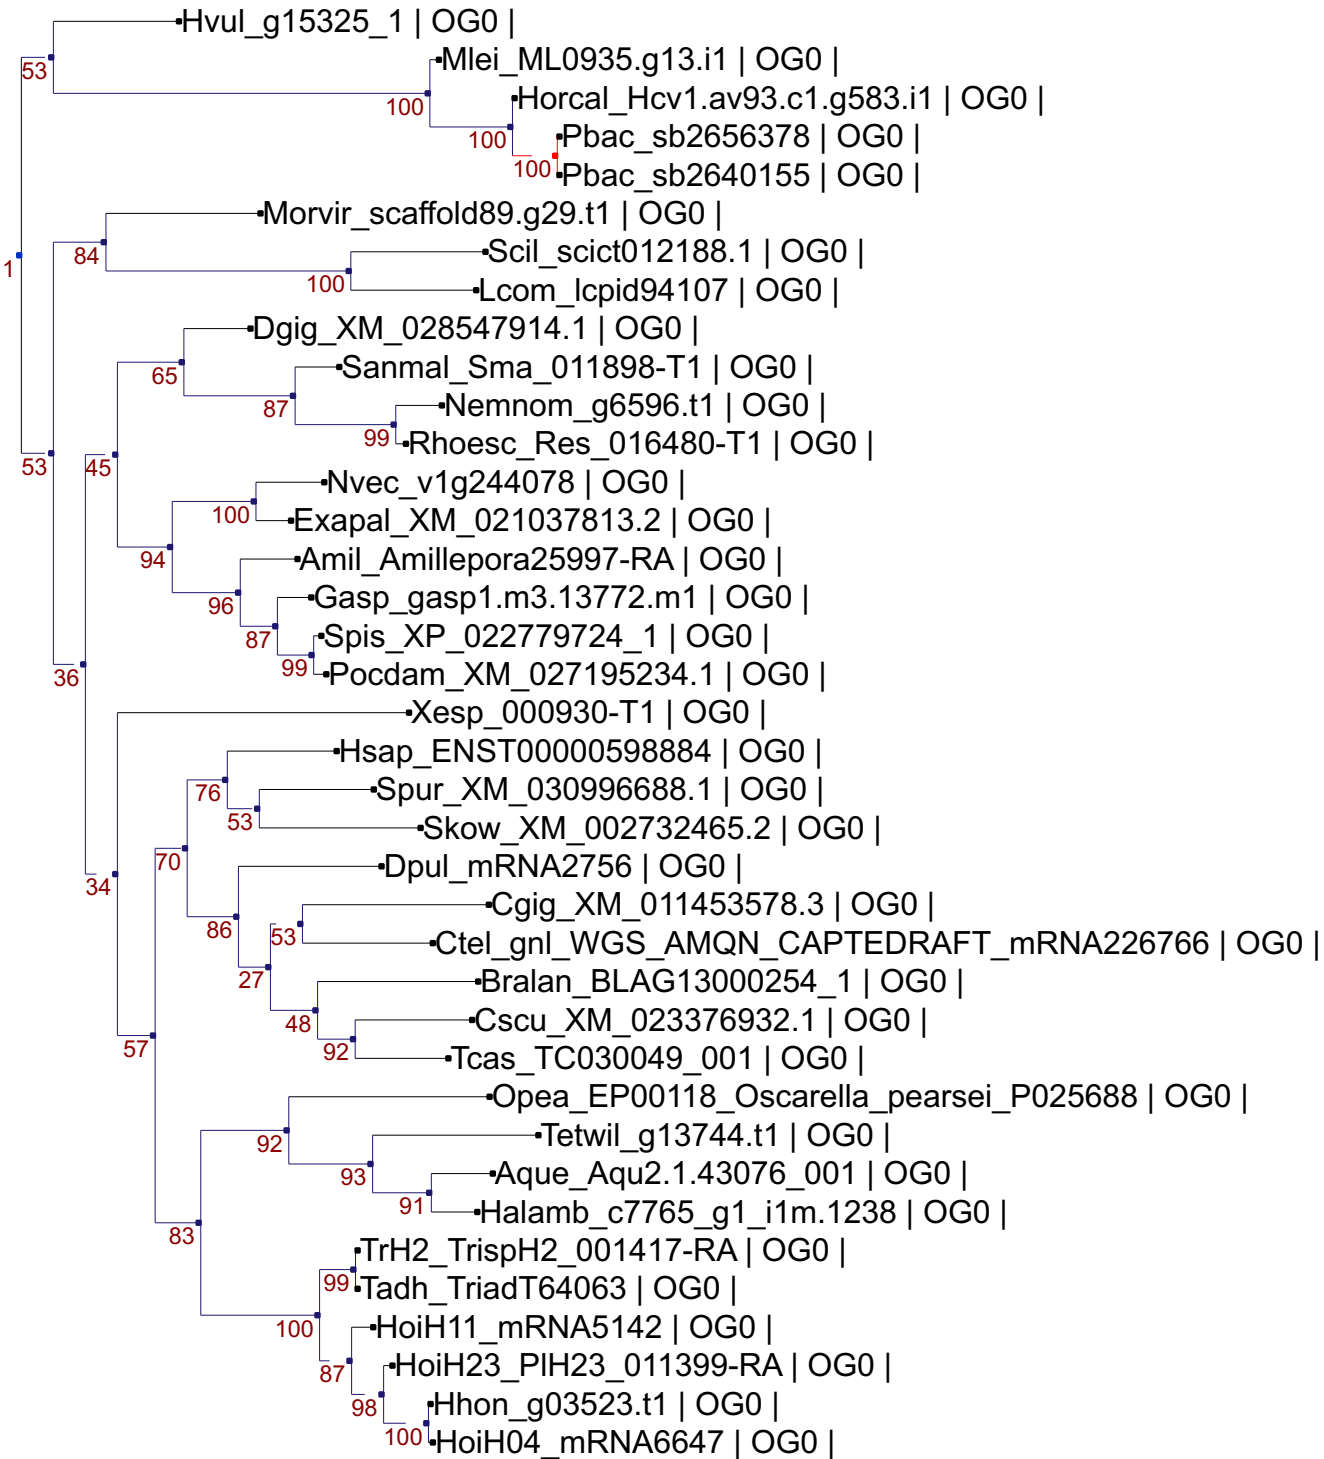 Hvul_g15325_1 | OG0 |
Mlei_ML0935.g13.i1 | OG0 |
53
Horcal_Hcv1.av93.c1.g583.i1 | OG0 |
100
Pbac_sb2656378 | OG0 |
100
100
Pbac_sb2640155 | OG0 |
Morvir_scaffold89.g29.t1 | OG0 |
Scil_scict012188.1 | OG0 |
84
1
100
Lcom_lcpid94107 | OG0 |
Dgig_XM_028547914.1 | OG0 |
Sanmal_Sma_011898-T1 | OG0 |
65
Nemnom_g6596.t1 | OG0 |
87
99
Rhoesc_Res_016480-T1 | OG0 |
53
45
Nvec_v1g244078 | OG0 |
100
Exapal_XM_021037813.2 | OG0 |
94
Amil_Amillepora25997-RA | OG0 |
96
Gasp_gasp1.m3.13772.m1 | OG0 |
87
Spis_XP_022779724_1 | OG0 |
99
Pocdam_XM_027195234.1 | OG0 |
36
Xesp_000930-T1 | OG0 |
Hsap_ENST00000598884 | OG0 |
76
Spur_XM_030996688.1 | OG0 |
53
Skow_XM_002732465.2 | OG0 |
70
Dpul_mRNA2756 | OG0 |
34
Cgig_XM_011453578.3 | OG0 |
86
53
Ctel_gnl_WGS_AMQN_CAPTEDRAFT_mRNA226766 | OG0 |
27
Bralan_BLAG13000254_1 | OG0 |
48
Cscu_XM_023376932.1 | OG0 |
57
92
Tcas_TC030049_001 | OG0 |
Opea_EP00118_Oscarella_pearsei_P025688 | OG0 |
92
Tetwil_g13744.t1 | OG0 |
93
Aque_Aqu2.1.43076_001 | OG0 |
91
Halamb_c7765_g1_i1m.1238 | OG0 |
83
TrH2_TrispH2_001417-RA | OG0 |
99
Tadh_TriadT64063 | OG0 |
100
HoiH11_mRNA5142 | OG0 |
87
HoiH23_PlH23_011399-RA | OG0 |
98
Hhon_g03523.t1 | OG0 |
100
HoiH04_mRNA6647 | OG0 |